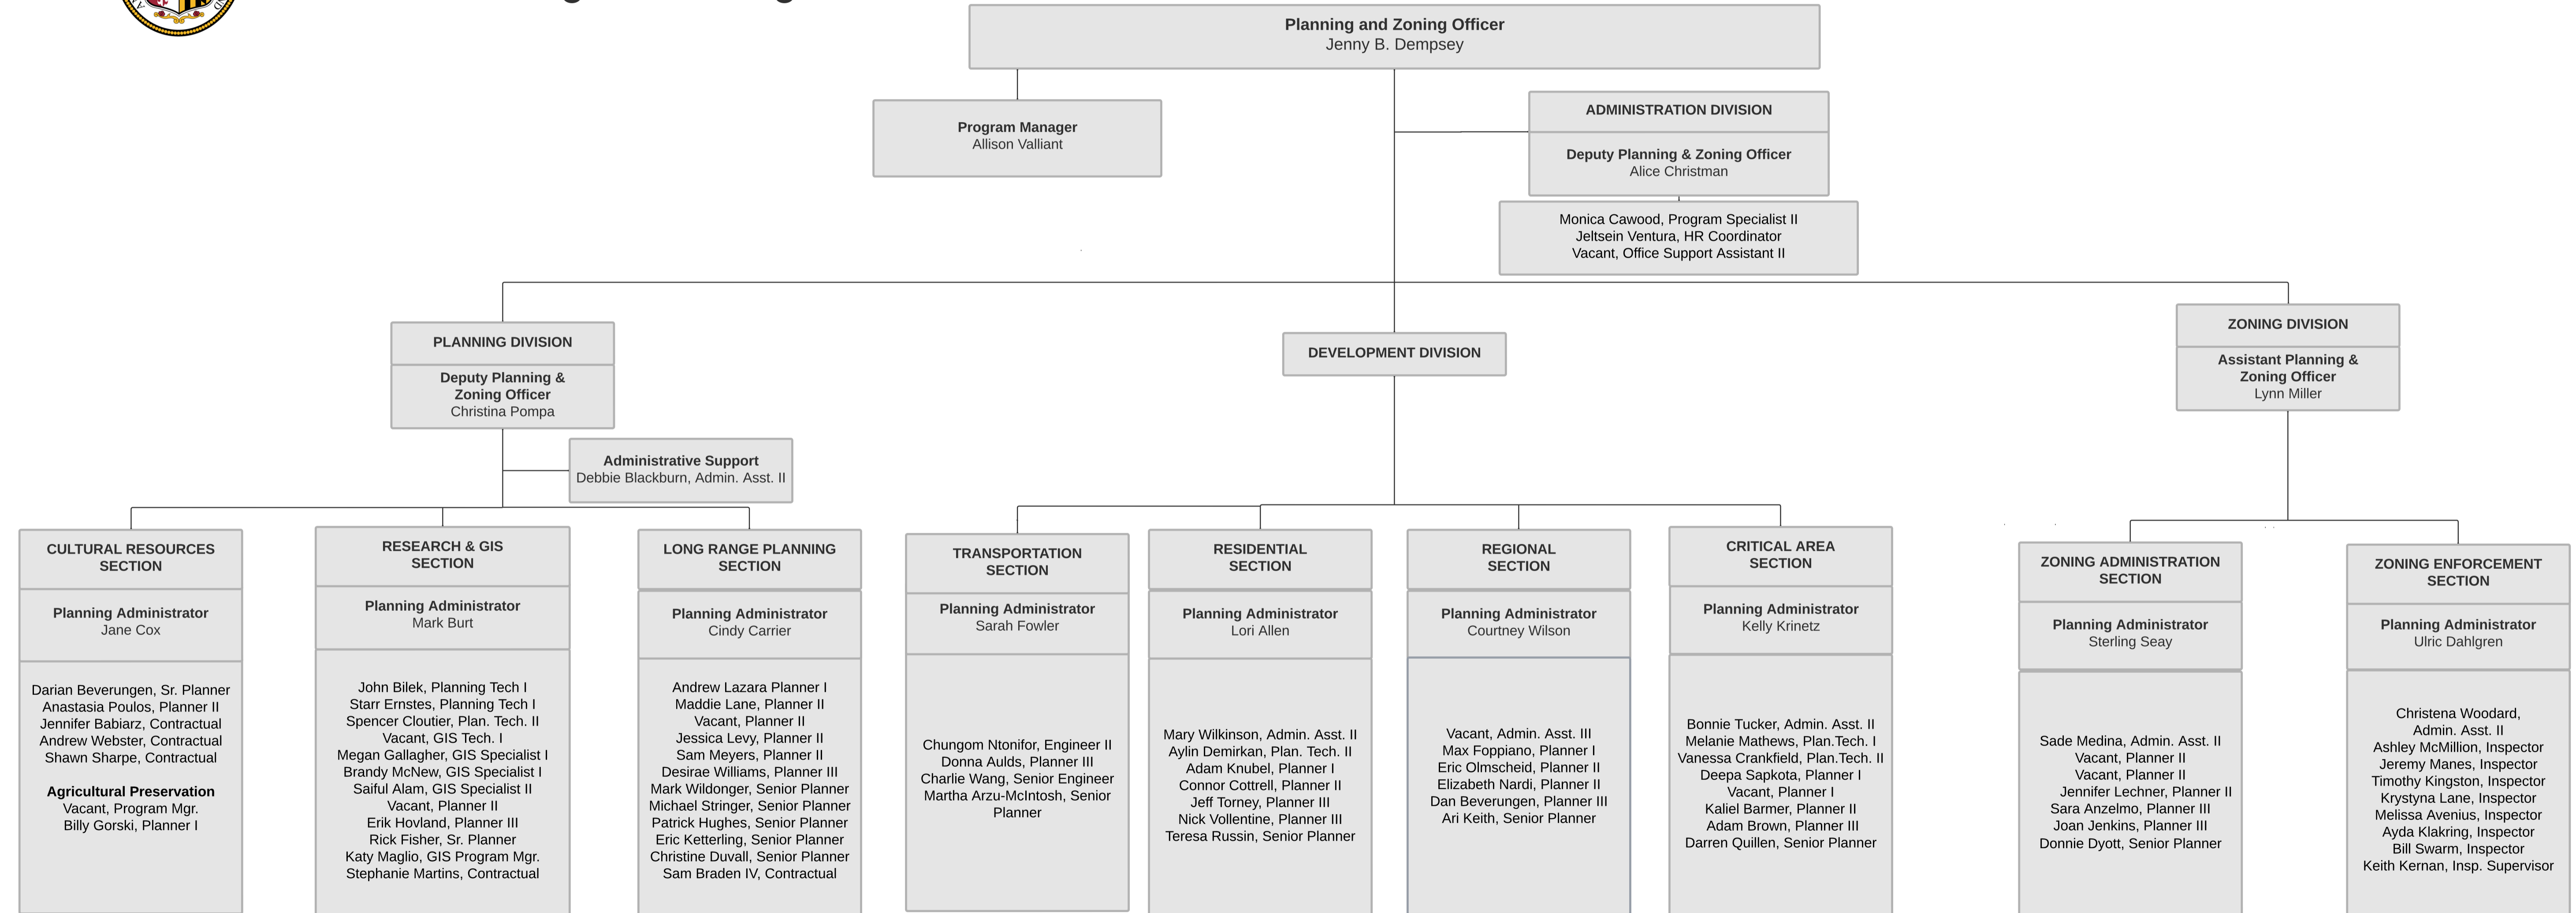 Planning and Zoning Officer
Jenny B. Dempsey
Program Manager
Allison Valliant
ADMINISTRATION DIVISION
Deputy Planning & Zoning Officer
Alice Christman
Monica Cawood, Program Specialist II
Jeltsein Ventura, HR Coordinator
Vacant, Office Support Assistant II
PLANNING DIVISION
Deputy Planning &
Zoning Officer
Christina Pompa
Administrative Support
Debbie Blackburn, Admin. Asst. II
DEVELOPMENT DIVISION
ZONING DIVISION
Assistant Planning &
Zoning Officer
Lynn Miller
CULTURAL RESOURCES
SECTION
Planning Administrator
Jane Cox
Darian Beverungen, Sr. Planner
Anastasia Poulos, Planner II
Jennifer Babiarz, Contractual
Andrew Webster, Contractual
Shawn Sharpe, Contractual
Agricultural Preservation
Vacant, Program Mgr.
Billy Gorski, Planner I
RESEARCH & GIS
SECTION
Planning Administrator
Mark Burt
John Bilek, Planning Tech I
Starr Ernstes, Planning Tech I
Spencer Cloutier, Plan. Tech. II
Vacant, GIS Tech. I
Megan Gallagher, GIS Specialist I
Brandy McNew, GIS Specialist I
Saiful Alam, GIS Specialist II
Vacant, Planner II
Erik Hovland, Planner III
Rick Fisher, Sr. Planner
Katy Maglio, GIS Program Mgr.
Stephanie Martins, Contractual
LONG RANGE PLANNING
SECTION
Planning Administrator
Cindy Carrier
Andrew Lazara Planner I
Maddie Lane, Planner II
Vacant, Planner II
Jessica Levy, Planner II
Sam Meyers, Planner II
Desirae Williams, Planner III
Mark Wildonger, Senior Planner
Michael Stringer, Senior Planner
Patrick Hughes, Senior Planner
Eric Ketterling, Senior Planner
Christine Duvall, Senior Planner
Sam Braden IV, Contractual
TRANSPORTATION
SECTION
Planning Administrator
Sarah Fowler
Chungom Ntonifor, Engineer II
Donna Aulds, Planner III
Charlie Wang, Senior Engineer
Martha Arzu-McIntosh, Senior
Planner
RESIDENTIAL
SECTION
Planning Administrator
Lori Allen
Mary Wilkinson, Admin. Asst. II
Aylin Demirkan, Plan. Tech. II
Adam Knubel, Planner I
Connor Cottrell, Planner II
Jeff Torney, Planner III
Nick Vollentine, Planner III
Teresa Russin, Senior Planner
REGIONAL
SECTION
Planning Administrator
Courtney Wilson
Vacant, Admin. Asst. III
Max Foppiano, Planner I
Eric Olmscheid, Planner II
Elizabeth Nardi, Planner II
Dan Beverungen, Planner III
Ari Keith, Senior Planner
CRITICAL AREA
SECTION
Planning Administrator
Kelly Krinetz
Bonnie Tucker, Admin. Asst. II
Melanie Mathews, Plan.Tech. I
Vanessa Crankfield, Plan.Tech. II
Deepa Sapkota, Planner I
Vacant, Planner I
Kaliel Barmer, Planner II
Adam Brown, Planner III
Darren Quillen, Senior Planner
ZONING ADMINISTRATION
SECTION
Planning Administrator
Sterling Seay
Sade Medina, Admin. Asst. II
Vacant, Planner II
Vacant, Planner II
Jennifer Lechner, Planner II
Sara Anzelmo, Planner III
Joan Jenkins, Planner III
Donnie Dyott, Senior Planner
ZONING ENFORCEMENT
SECTION
Planning Administrator
Ulric Dahlgren
Christena Woodard,
Admin. Asst. II
Ashley McMillion, Inspector
Jeremy Manes, Inspector
Timothy Kingston, Inspector
Krystyna Lane, Inspector
Melissa Avenius, Inspector
Ayda Klakring, Inspector
Bill Swarm, Inspector
Keith Kernan, Insp. Supervisor